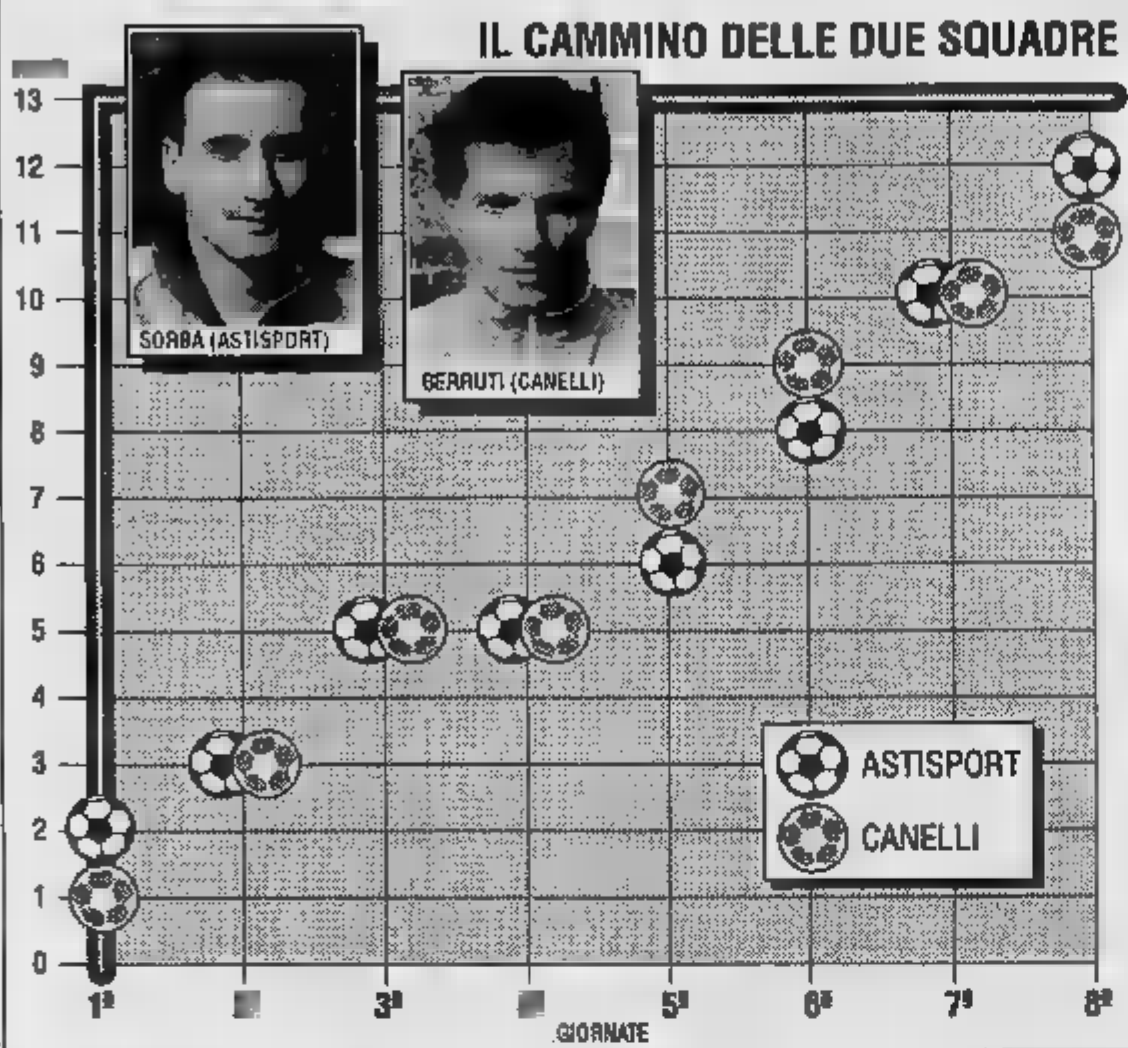 IL CAMMINO DELLE DUE SQUADRE
13
12
11
10
9
8
7
6
5
4
3
2
1
0
SORBA (ASTISPORT)
GERRUTI (CANELLI)
ASTISPORT
CANELLI
1ª
3ª
5ª
6ª
7ª
8ª
GIORNATE